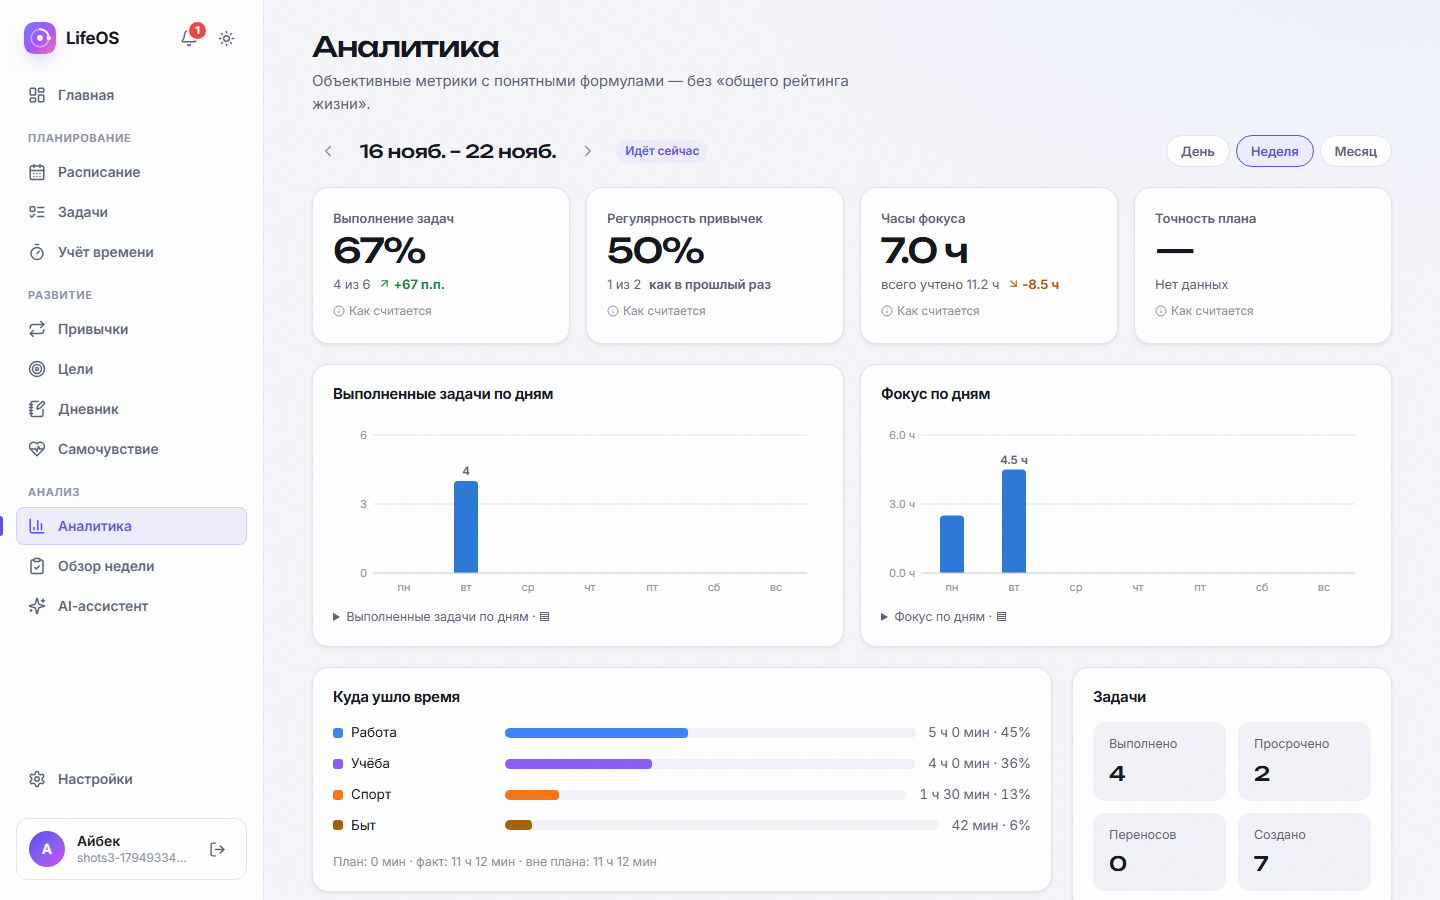 LifeOS
1
Главная
ПЛАНИРОВАНИЕ
Расписание
Задачи
Учёт времени
РАЗВИТИЕ
Привычки
Цели
Дневник
Самочувствие
АНАЛИЗ
Аналитика
Обзор недели
AI-ассистент
Настройки
A
Айбек
shots3-17949334...
Аналитика
Объективные метрики с понятными формулами — без «общего рейтинга
жизни».
16 нояб. – 22 нояб.
Идёт сейчас
День
Неделя
Месяц
Выполнение задач
67%
4 из 6 +67 п.п.
Как считается
Регулярность привычек
50%
1 из 2 как в прошлый раз
Как считается
Часы фокуса
7.0 ч
всего учтено 11.2 ч -8.5 ч
Как считается
Точность плана
—
Нет данных
Как считается
Выполненные задачи по дням
6
4
3
0
пн вт ср чт пт сб вс
Выполненные задачи по дням ·
Фокус по дням
6.0 ч
4.5 ч
3.0 ч
0.0 ч
пн вт ср чт пт сб вс
Фокус по дням ·
Куда ушло время
Работа 5 ч 0 мин · 45%
Учёба 4 ч 0 мин · 36%
Спорт 1 ч 30 мин · 13%
Быт 42 мин · 6%
План: 0 мин · факт: 11 ч 12 мин · вне плана: 11 ч 12 мин
Задачи
Выполнено
4
Просрочено
2
Переносов
0
Создано
7